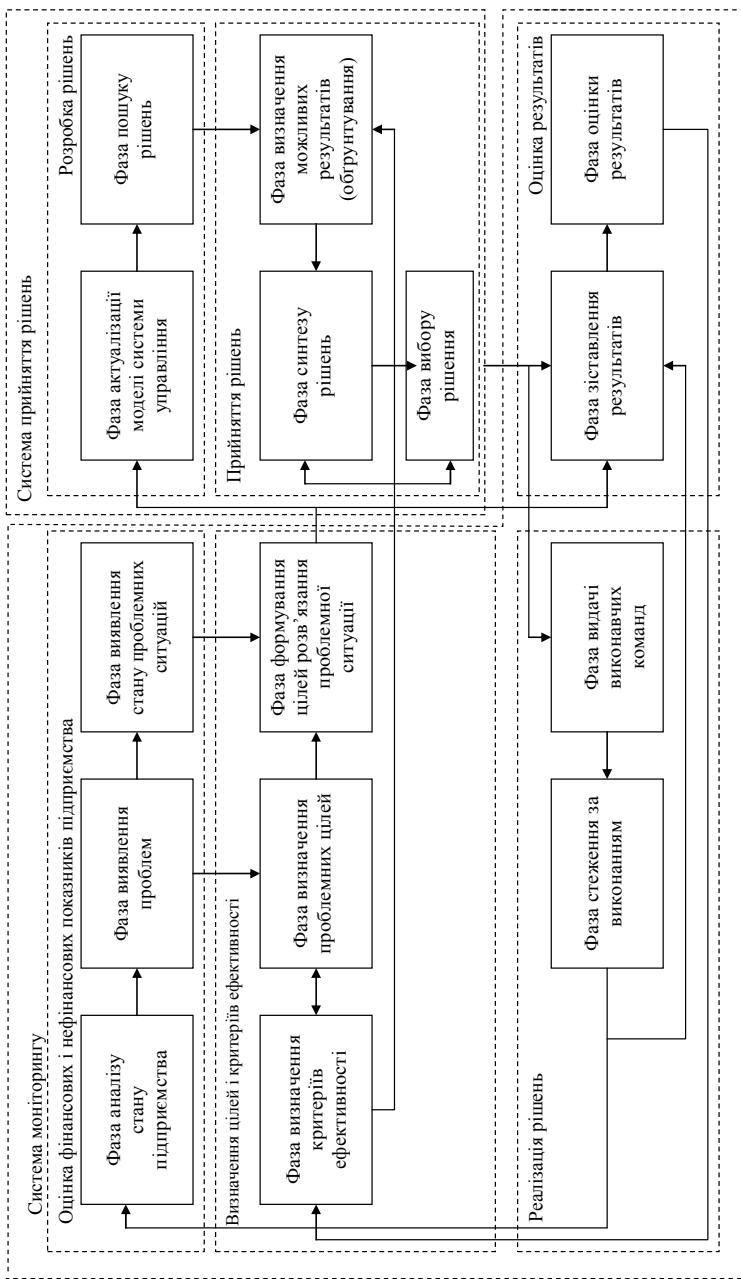 Система моніторингу
Оцінка фінансових і нефінансових показників підприємства
Фаза аналізу
стану
підприємства
Фаза виявлення
проблем
Фаза виявлення
стану проблемних
ситуацій
Визначення цілей і критеріїв ефективності
Фаза визначення
критеріїв
ефективності
Фаза визначення
проблемних цілей
Фаза формування
цілей розв’язання
проблемної
ситуації
Система прийняття рішень
Розробка рішень
Фаза актуалізації
моделі системи
управління
Фаза пошуку
рішень
Прийняття рішень
Фаза синтезу
рішень
Фаза визначення
можливих
результатів
(обґрунтування)
Фаза вибору
рішення
Реалізація рішень
Фаза стеження за
виконанням
Фаза видачі
виконавчих
команд
Оцінка результатів
Фаза зіставлення
результатів
Фаза оцінки
результатів